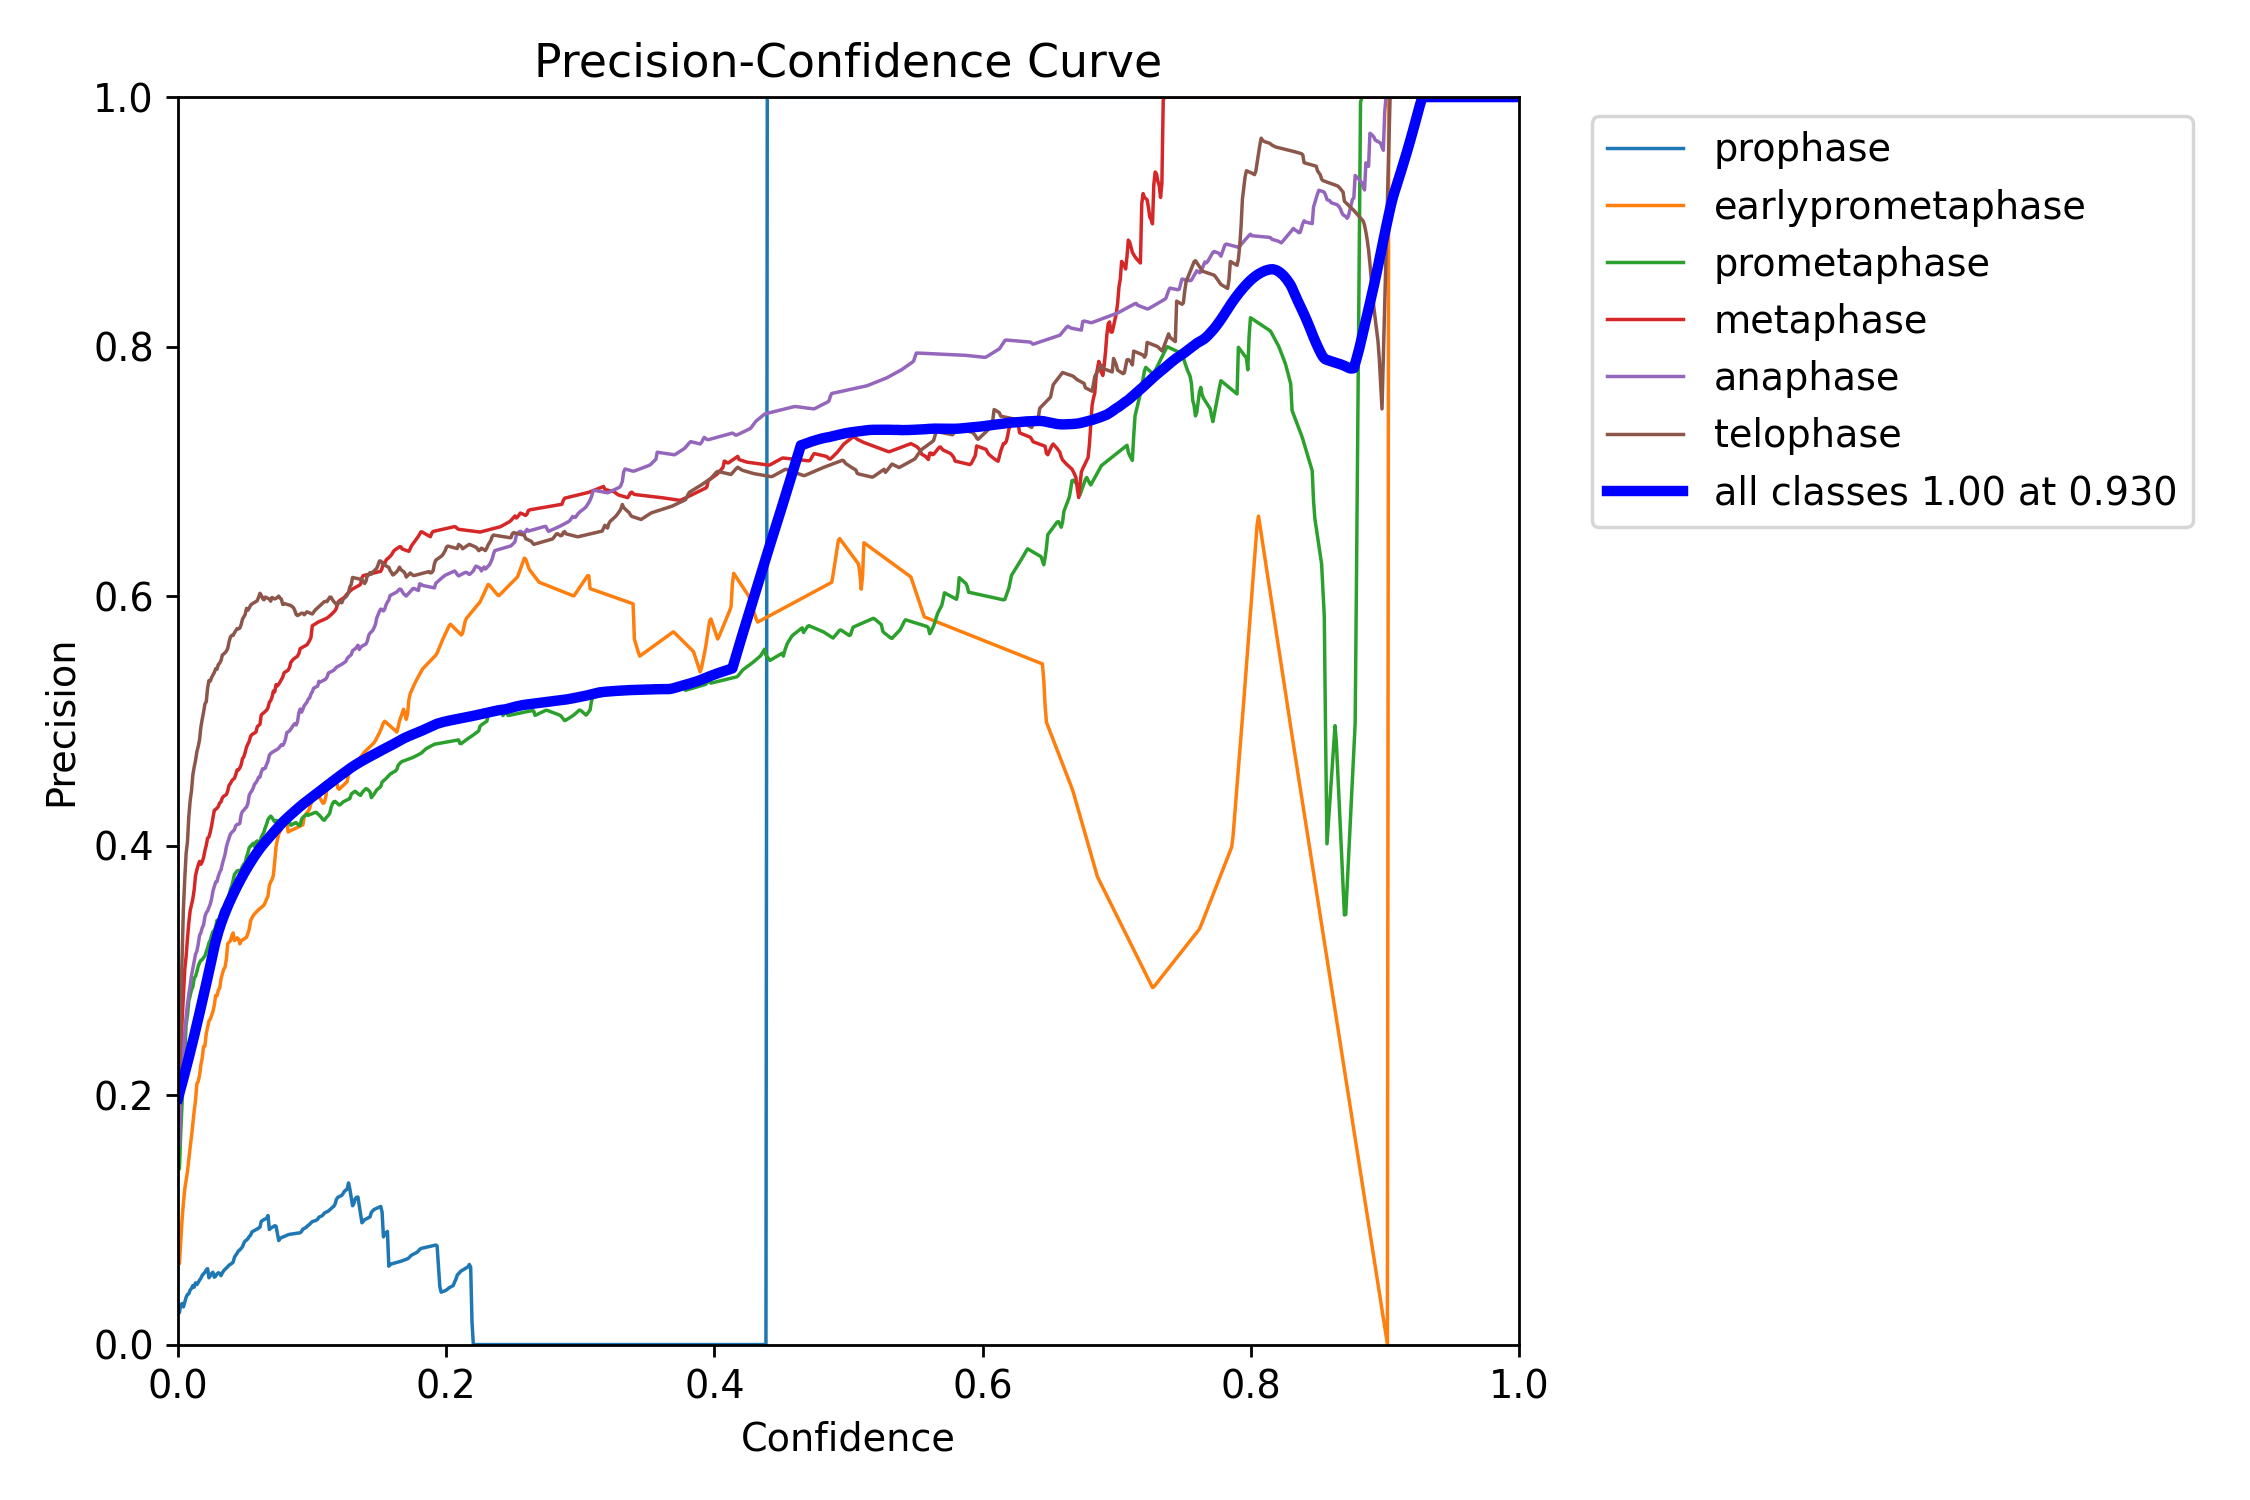 Precision-Confidence Curve
1.0
0.8
0.6
0.4
0.2
0.0
Precision
0.0 0.2 0.4 0.6 0.8 1.0
Confidence
prophase
earlyprometaphase
prometaphase
metaphase
anaphase
telophase
all classes 1.00 at 0.930